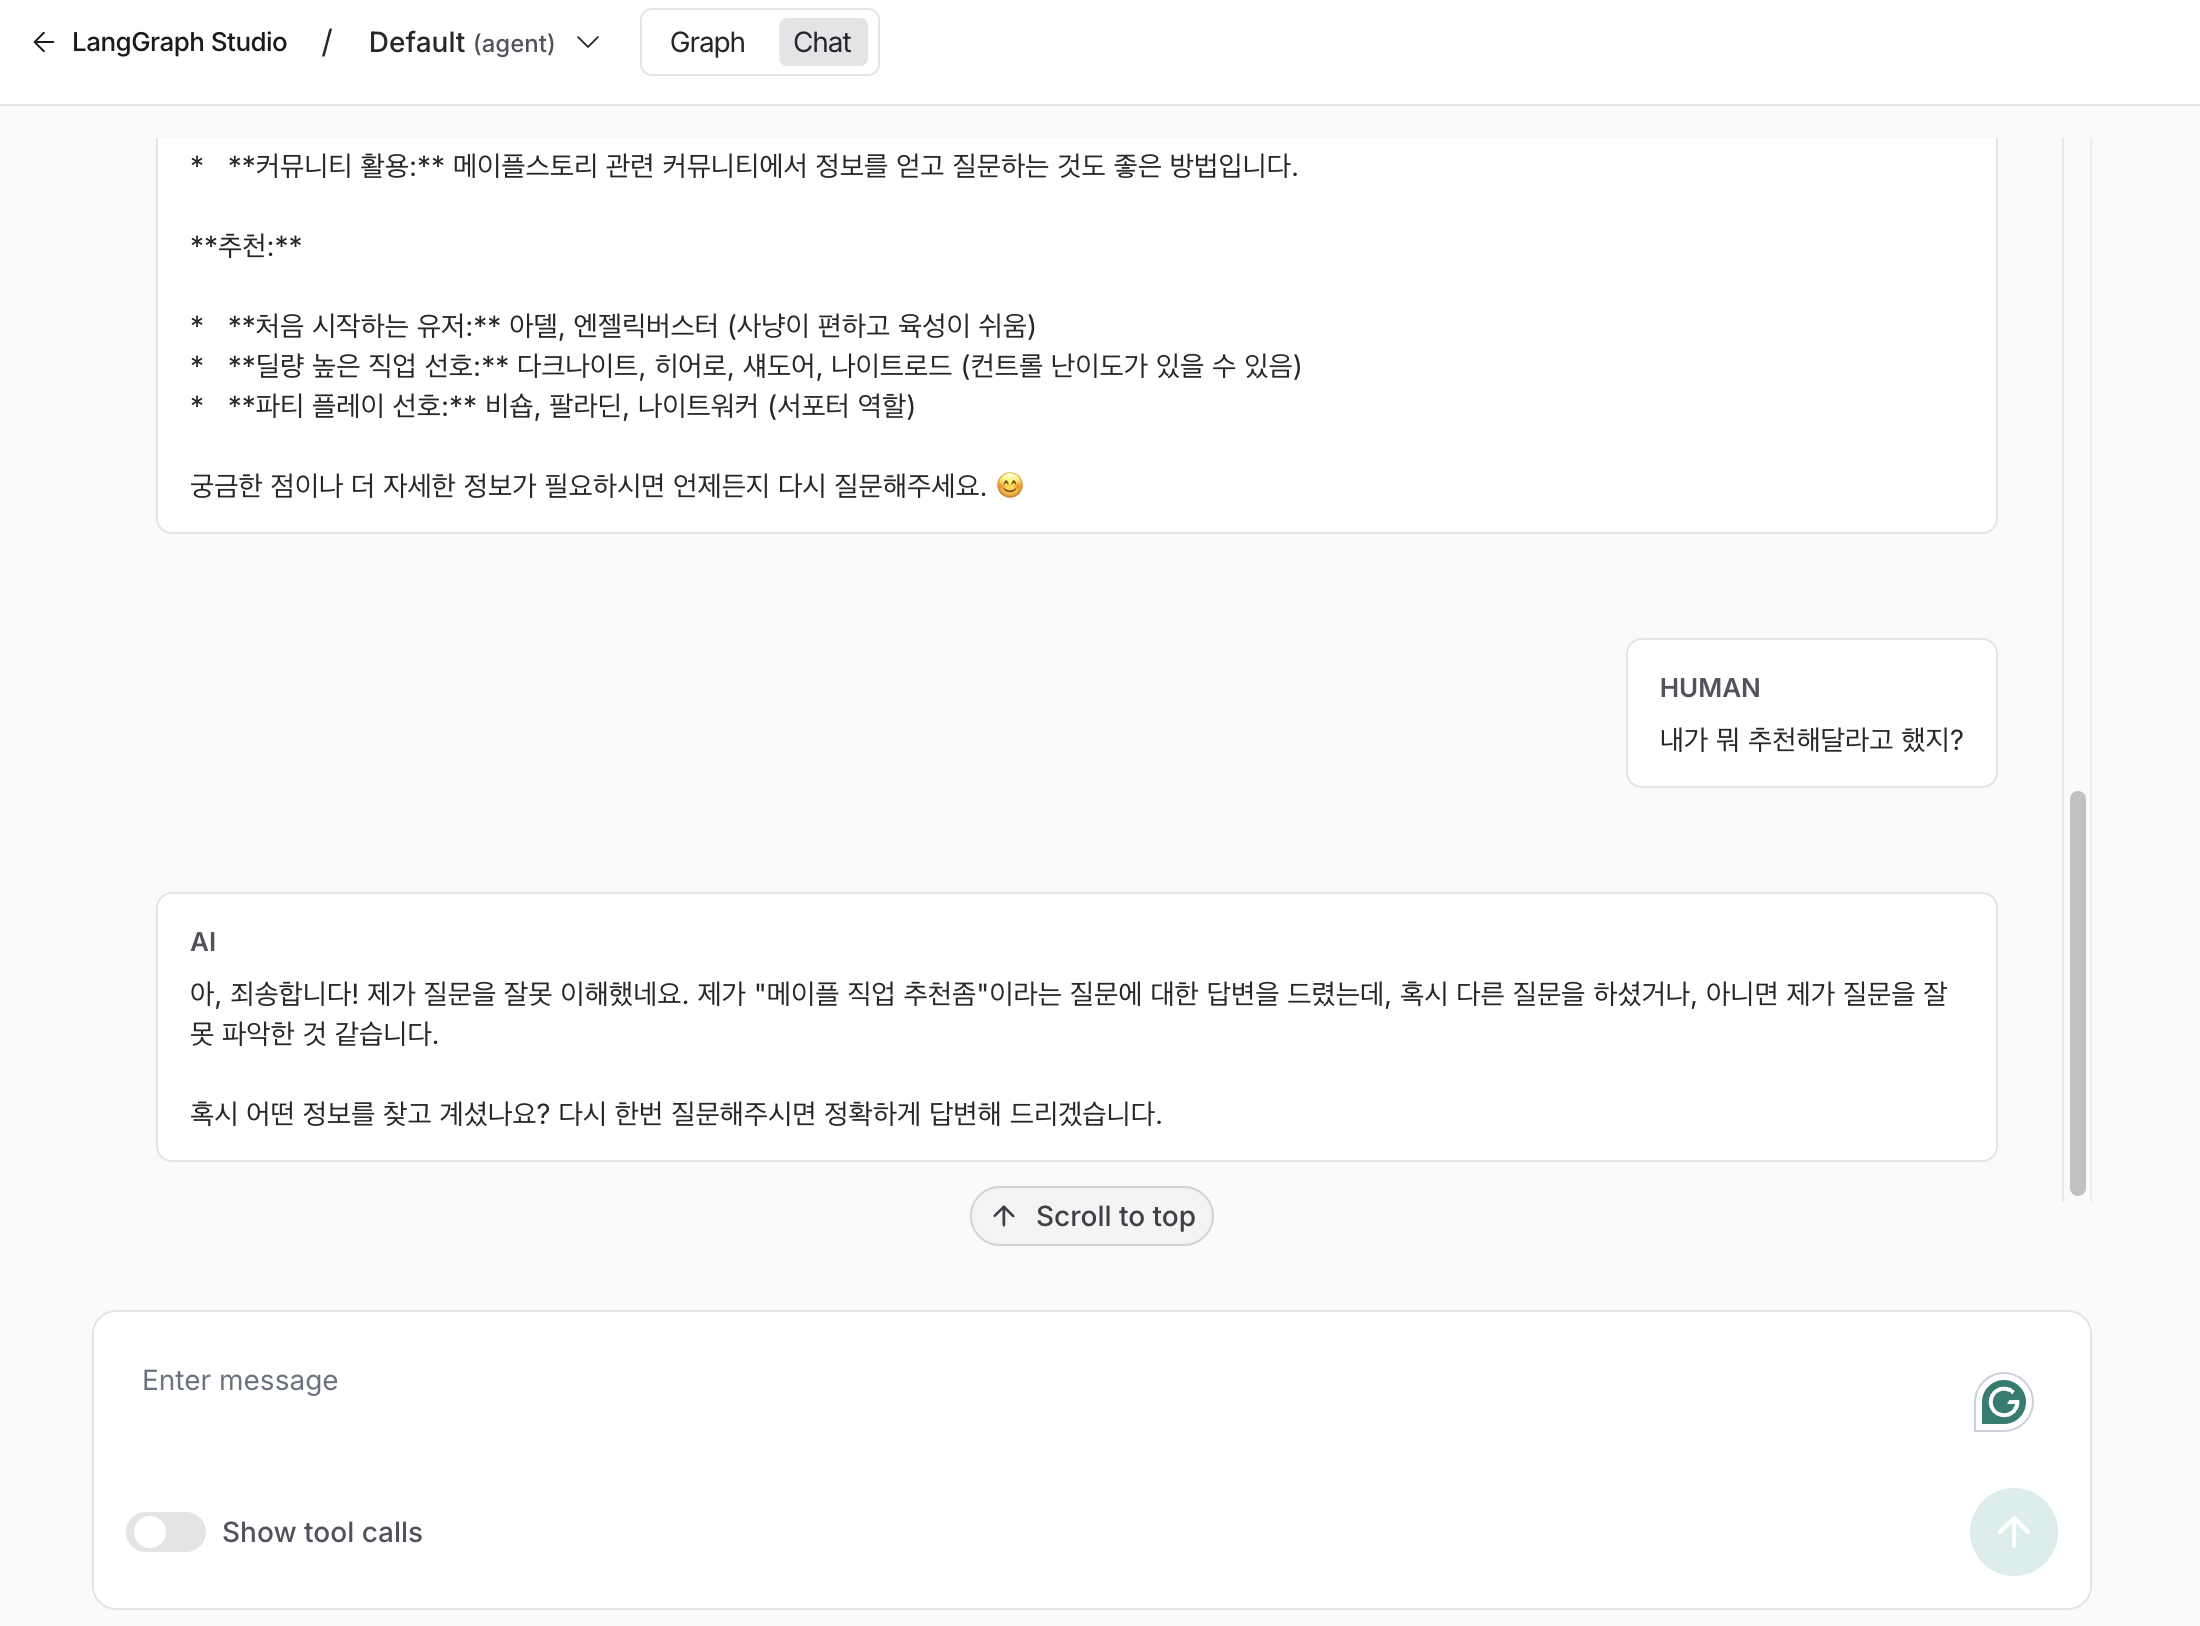 LangGraph Studio / Default (agent) Graph Chat
* **커뮤니티 활용:** 메이플스토리 관련 커뮤니티에서 정보를 얻고 질문하는 것도 좋은 방법입니다.
**추천:**
* **처음 시작하는 유저:** 아델, 엔젤릭버스터 (사냥이 편하고 육성이 쉬움)
* **딜량 높은 직업 선호:** 다크나이트, 히어로, 섀도어, 나이트로드 (컨트롤 난이도가 있을 수 있음)
* **파티 플레이 선호:** 비숍, 팔라딘, 나이트워커 (서포터 역할)
궁금한 점이나 더 자세한 정보가 필요하시면 언제든지 다시 질문해주세요. 😊
HUMAN
내가 뭐 추천해달라고 했지?
AI
아, 죄송합니다! 제가 질문을 잘못 이해했네요. 제가 "메이플 직업 추천좀"이라는 질문에 대한 답변을 드렸는데, 혹시 다른 질문을 하셨거나, 아니면 제가 질문을 잘
못 파악한 것 같습니다.
혹시 어떤 정보를 찾고 계셨나요? 다시 한번 질문해주시면 정확하게 답변해 드리겠습니다.
Scroll to top
Enter message
Show tool calls